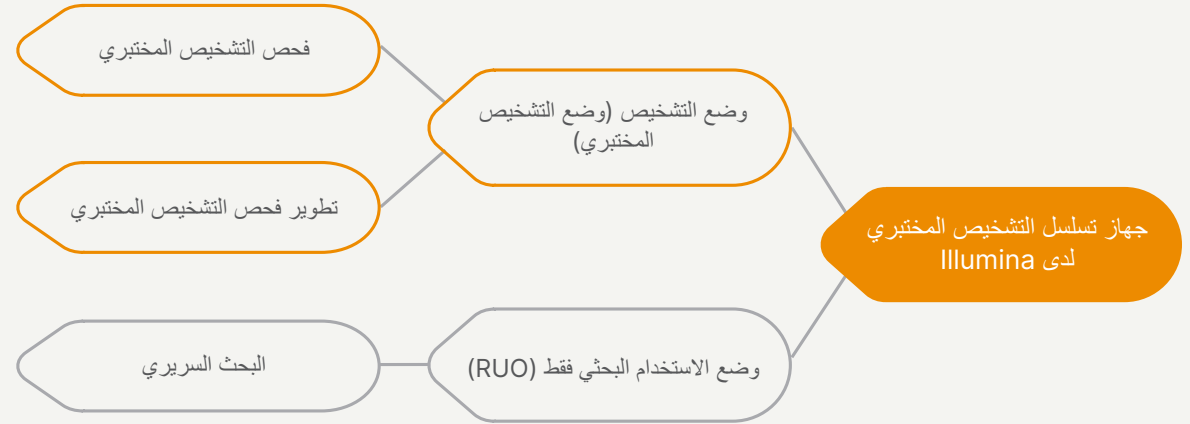 جهاز تسلسل التشخيص المختبري
لدى Illumina
وضع التشخيص (وضع التشخيص
المختبري)
فحص التشخيص المختبري
تطوير فحص التشخيص المختبري
وضع الاستخدام البحثي فقط (RUO)
البحث السريري